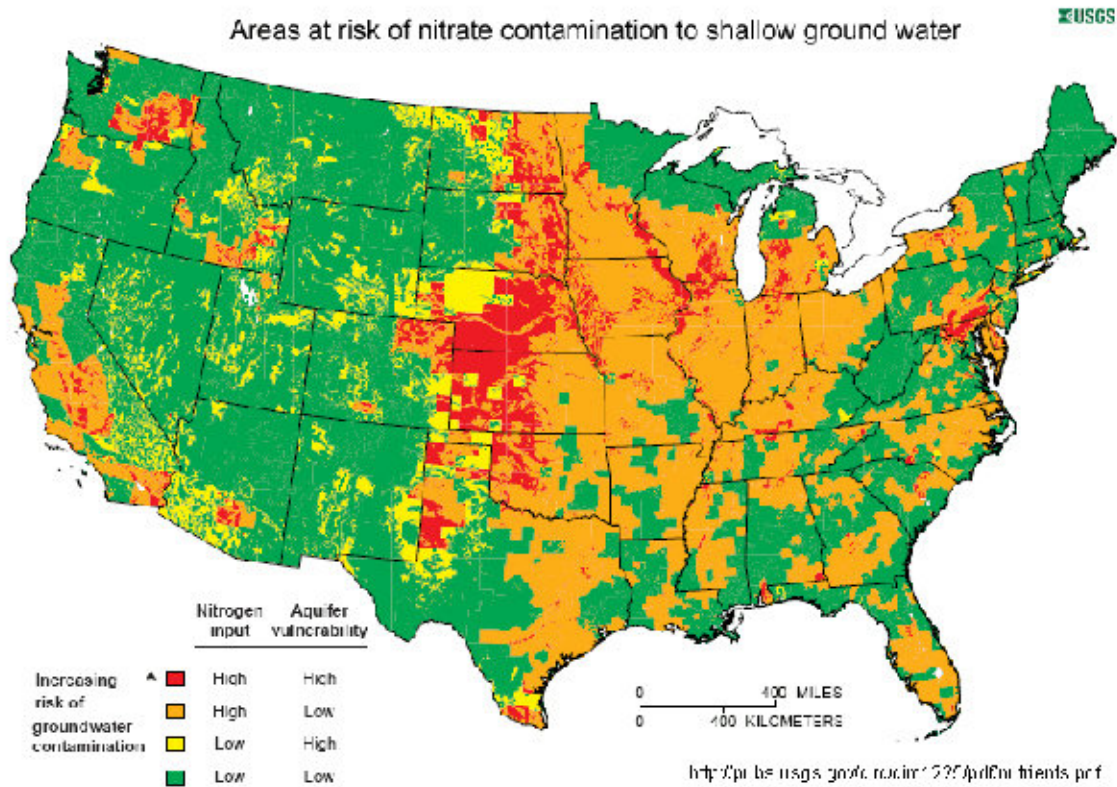 USGS
Areas at risk of nitrate contamination to shallow ground water
Nitrogen input
Aquifer vulnerability
Increasing risk of groundwater contamination
High High
High Low
Low High
Low Low
0 400 MILES
0 400 KILOMETERS